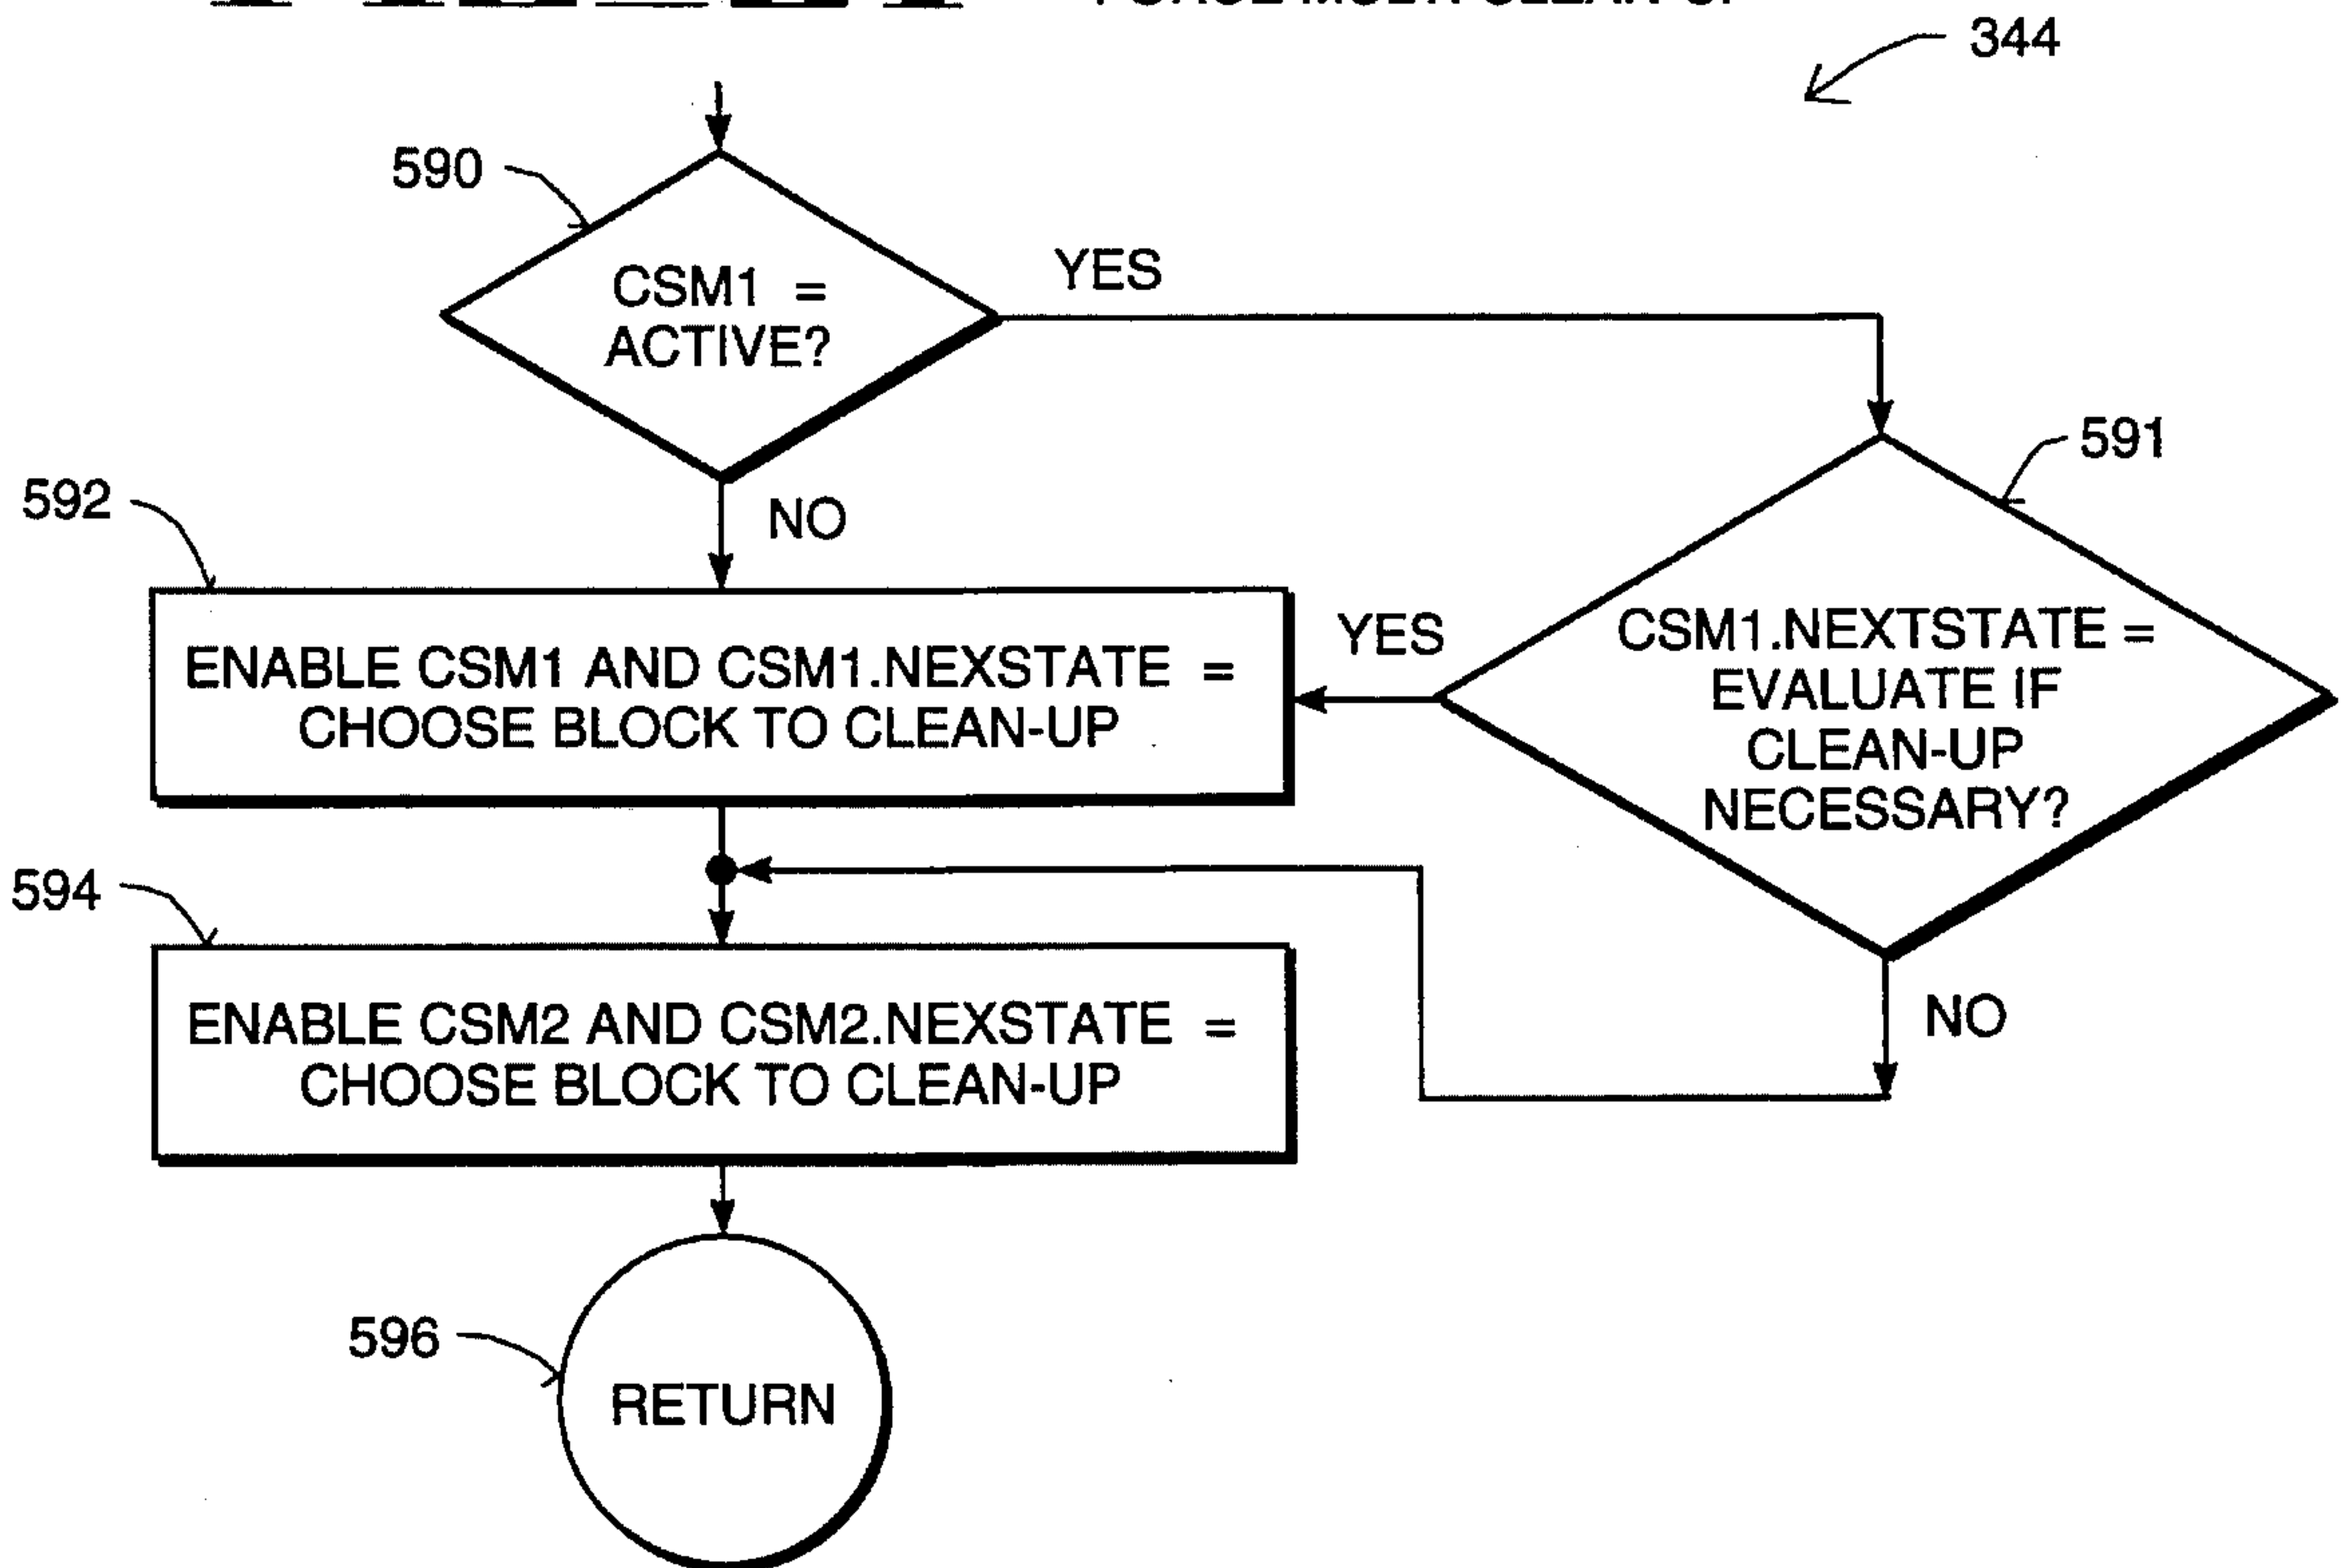 344
590
CSM1 =
ACTIVE?
YES
591
592
NO
ENABLE CSM1 AND CSM1.NEXSTATE =
CHOOSE BLOCK TO CLEAN-UP
YES
CSM1.NEXTSTATE =
EVALUATE IF
CLEAN-UP
NECESSARY?
594
ENABLE CSM2 AND CSM2.NEXSTATE =
CHOOSE BLOCK TO CLEAN-UP
NO
596
RETURN